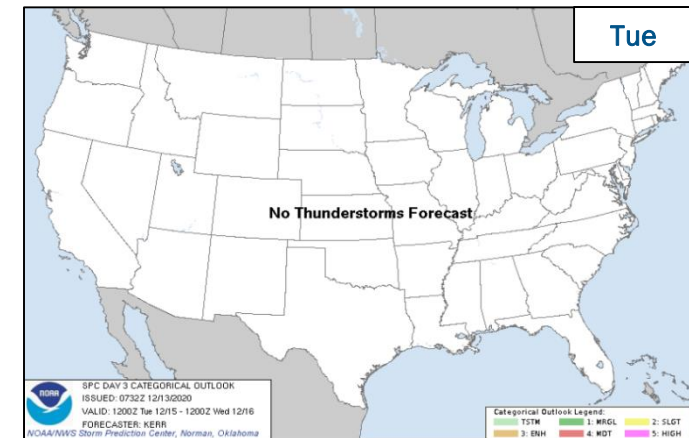 Tue
No Thunderstorms Forecast
NOAA
SPC DAY 3 CATEGORICAL OUTLOOK
ISSUED: 0732Z 12/13/2020
VALID: 1200Z Tue 12/15 - 1200Z Wed 12/16
FORECASTER: KERR
NOAA/NWS Storm Prediction Center, Norman, Oklahoma
Categorical Outlook Legend:
TSTM 1: MRGL 2: SLGT
3: ENH 4: MDT 5: HIGH